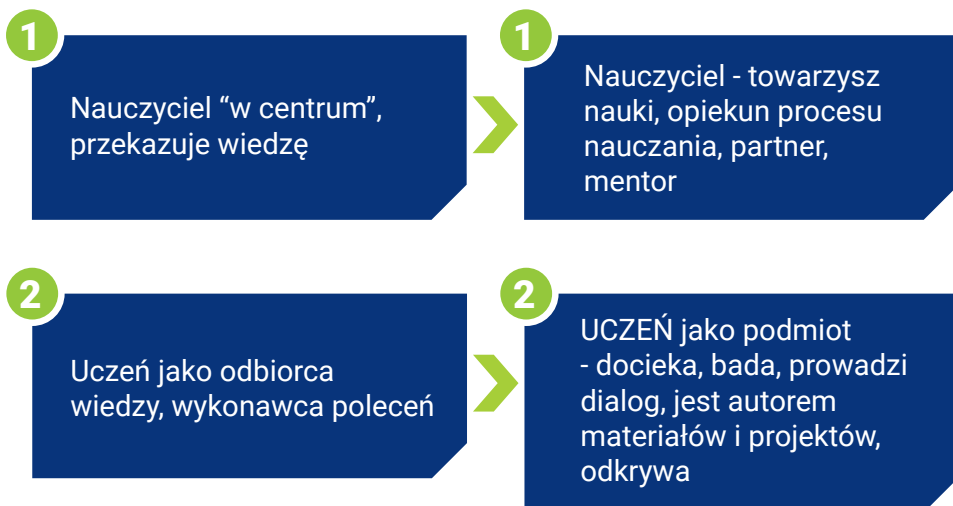 1
Nauczyciel “w centrum”,
przekazuje wiedzę
1
Nauczyciel - towarzysz
nauki, opiekun procesu
nauczania, partner,
mentor
2
Uczeń jako odbiorca
wiedzy, wykonawca poleceń
2
UCZEŃ jako podmiot
- docieka, bada, prowadzi
dialog, jest autorem
materiałów i projektów,
odkrywa